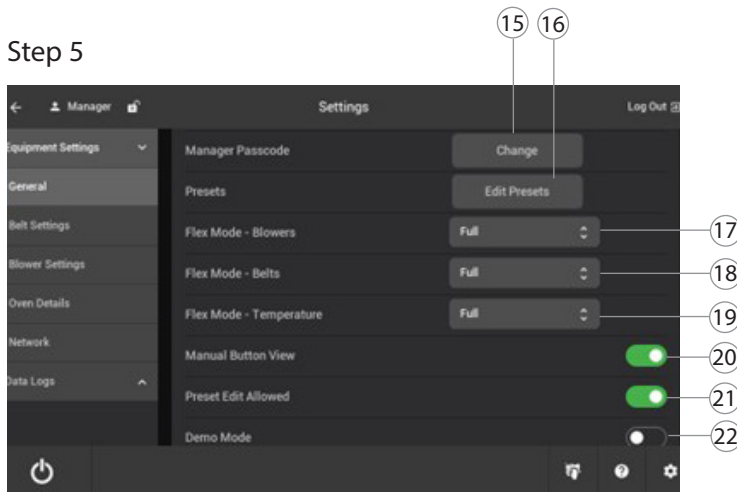 15 16
Step 5
Manager Settings Log Out
Equipment Settings Manager Passcode Change
General Presets Edit Presets
Belt Settings Flex Mode - Blowers Full 17
Blower Settings Flex Mode - Belts Full 18
Oven Details Flex Mode - Temperature Full 19
Network Manual Button View 20
Data Logs Preset Edit Allowed 21
Demo Mode 22